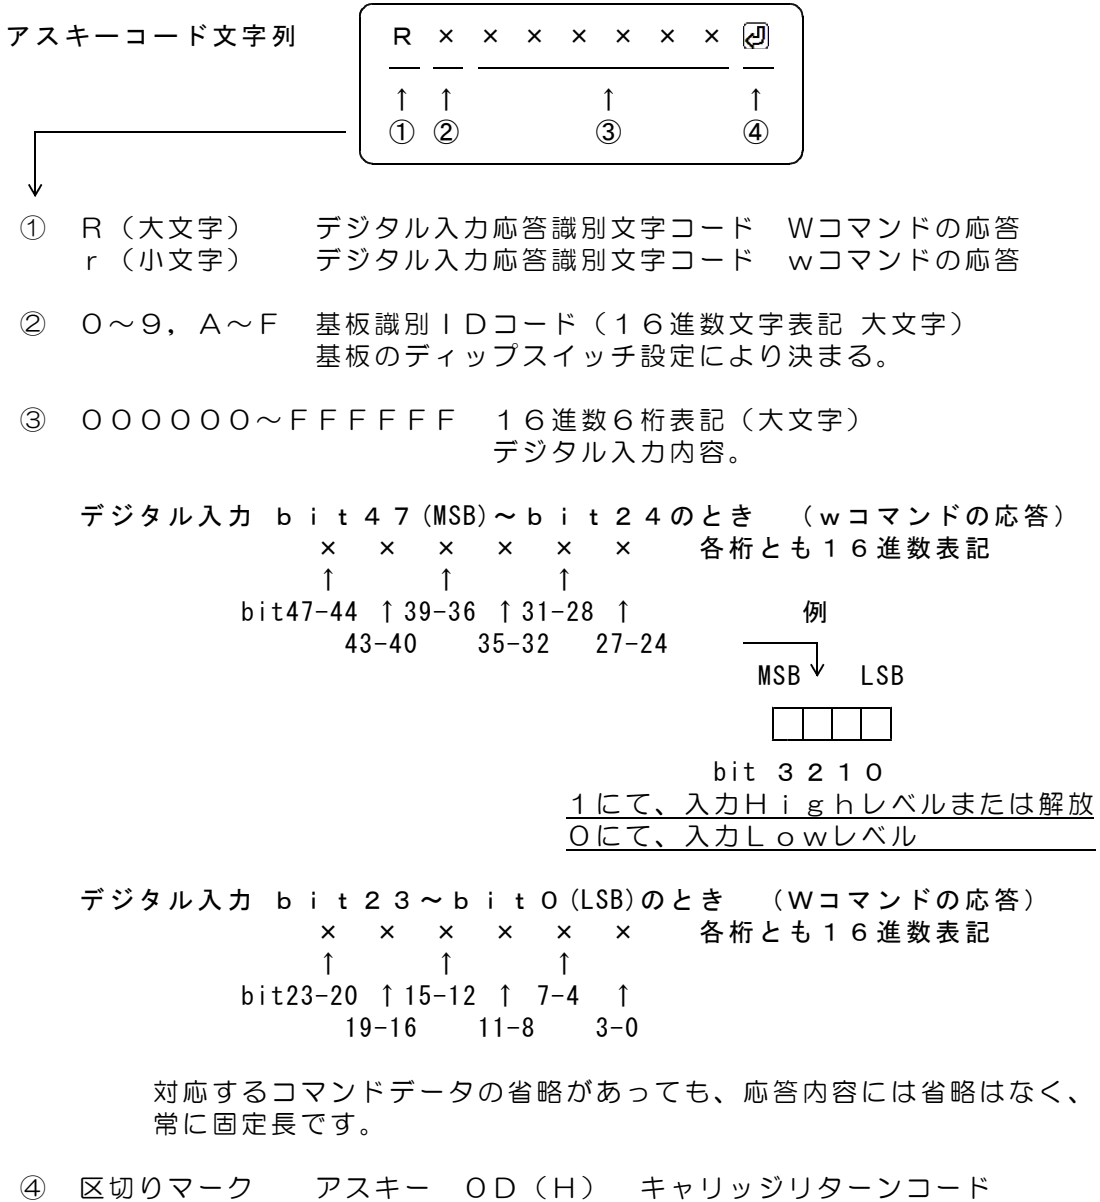 アスキーコード文字列　Ｒ × × × × × × × ⏎
↑ ↑ ↑ ↑
① ② ③ ④
① Ｒ（大文字）　デジタル入力応答識別文字コード　Ｗコマンドの応答
ｒ（小文字）　デジタル入力応答識別文字コード　ｗコマンドの応答
② ０～９，Ａ～Ｆ　基板識別ＩＤコード（１６進数文字表記 大文字）
基板のディップスイッチ設定により決まる。
③ ００００００～ＦＦＦＦＦＦ　１６進数６桁表記（大文字）
デジタル入力内容。
デジタル入力 ｂｉｔ４７(MSB)～ｂｉｔ２４のとき　（ｗコマンドの応答）
× × × × × ×　各桁とも１６進数表記
↑ ↑ ↑
bit47-44 ↑39-36 ↑31-28 ↑　例
43-40 35-32 27-24
MSB LSB
bit ３２１０
１にて、入力Ｈｉｇｈレベルまたは解放
０にて、入力Ｌｏｗレベル
デジタル入力 ｂｉｔ２３～ｂｉｔ０(LSB)のとき　（Ｗコマンドの応答）
× × × × × ×　各桁とも１６進数表記
↑ ↑ ↑
bit23-20 ↑15-12 ↑ 7-4 ↑
19-16 11-8 3-0
対応するコマンドデータの省略があっても、応答内容には省略はなく、
常に固定長です。
④ 区切りマーク　アスキー　０Ｄ（Ｈ）　キャリッジリターンコード